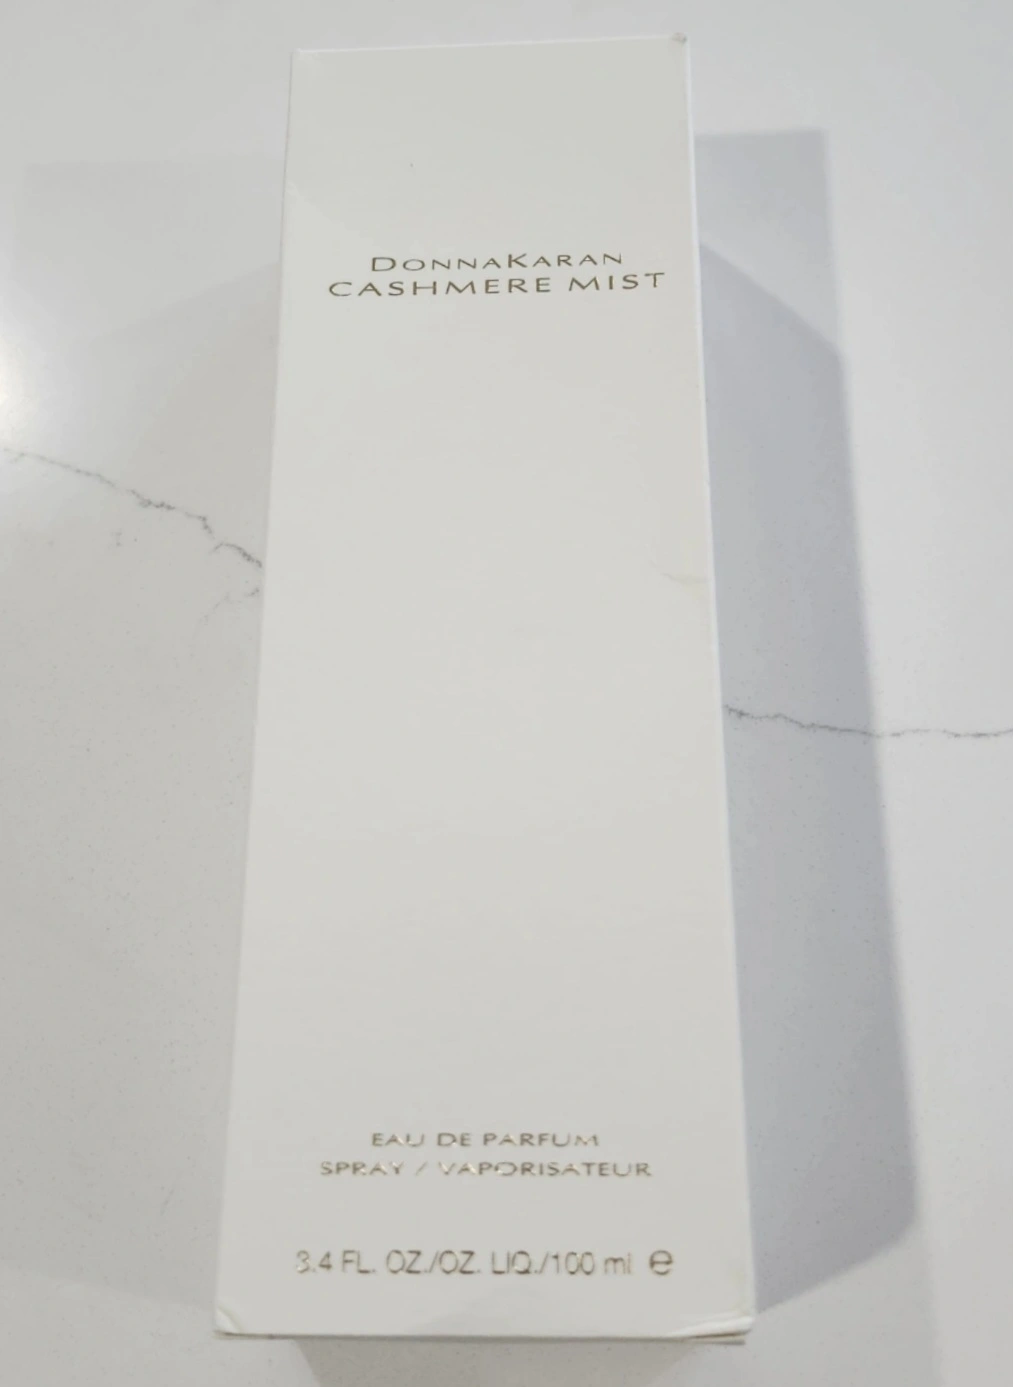 DONNAKARAN
CASHMERE MIST
EAU DE PARFUM
SPRAY / VAPORISATEUR
3.4 FL. OZ./OZ. LIQ./100 ml ℮